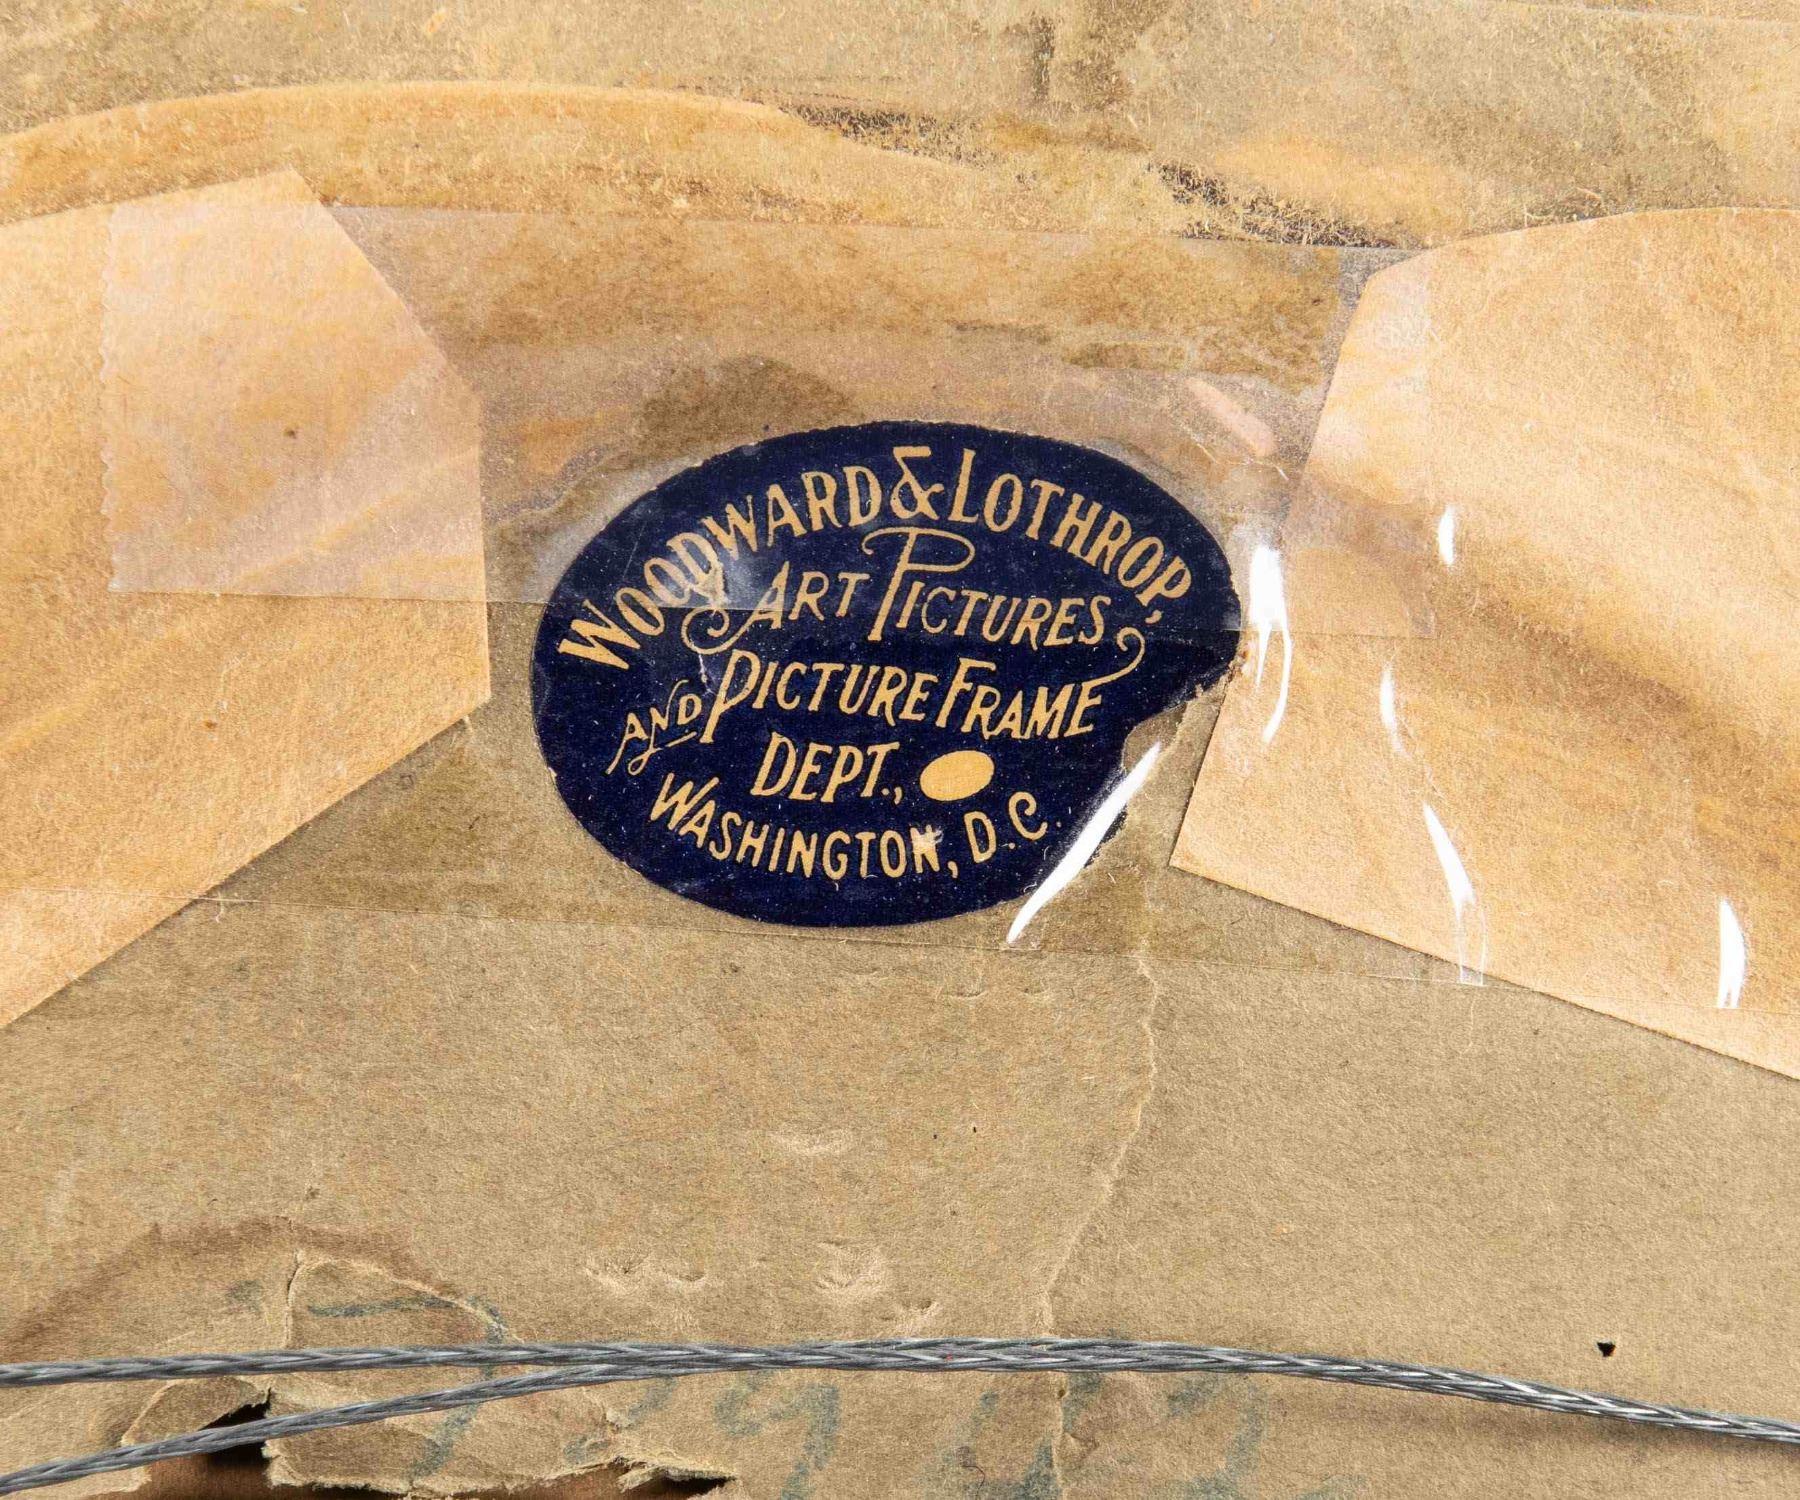 WOODWARD & LOTHROP,
ART PICTURES,
AND PICTURE FRAME
DEPT.,
WASHINGTON, D.C.